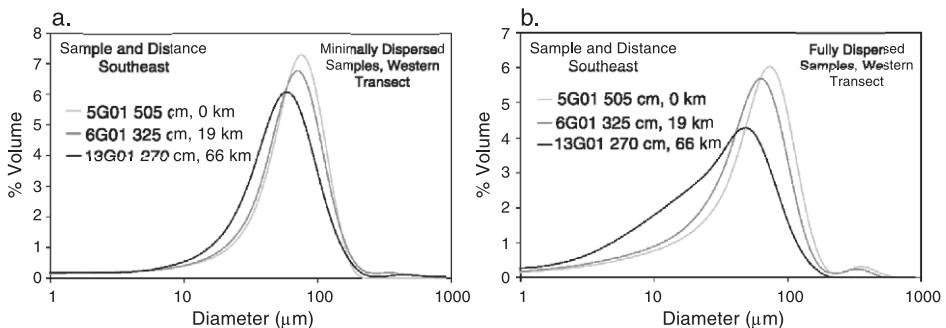 a.
Sample and Distance
Southeast
Minimally Dispersed
Samples, Western
Transect
5G01 505 cm, 0 km
6G01 325 cm, 19 km
13G01 270 cm, 66 km
% Volume
8
7
6
5
4
3
2
1
0
1
10
100
1000
Diameter (μm)
b.
Sample and Distance
Southeast
Fully Dispersed
Samples, Western
Transect
5G01 505 cm, 0 km
6G01 325 cm, 19 km
13G01 270 cm, 66 km
% Volume
7
6
5
4
3
2
1
0
1
10
100
1000
Diameter (μm)